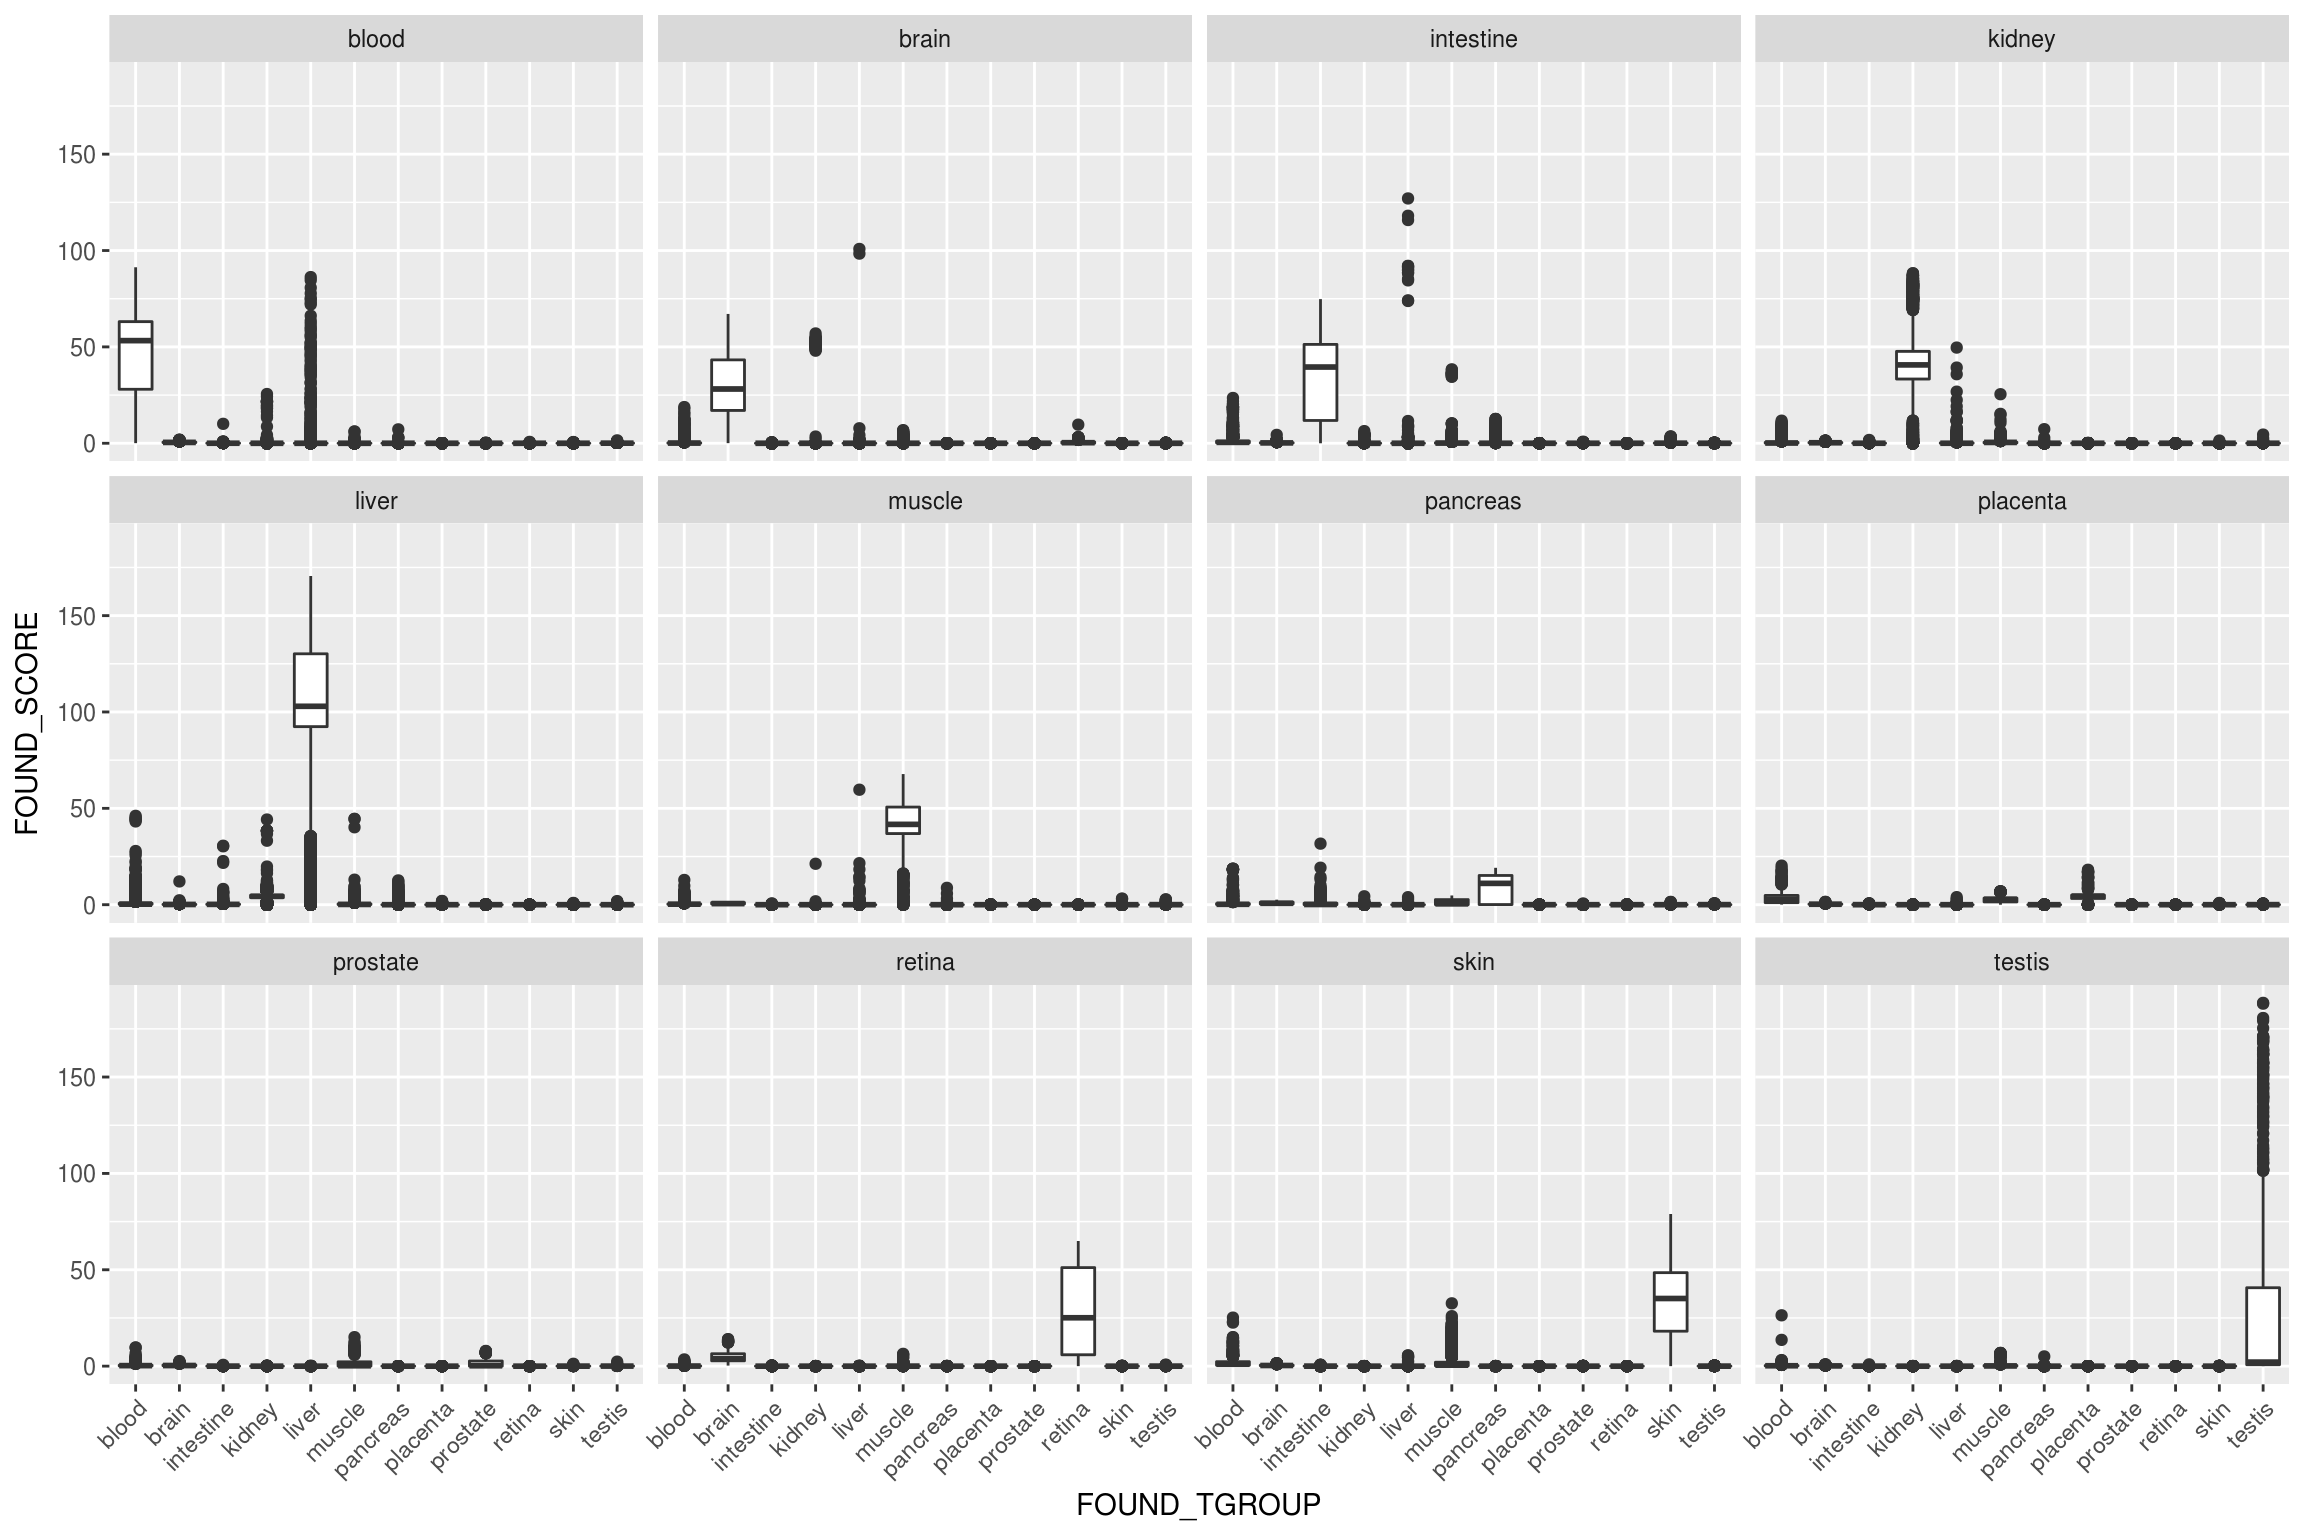 blood brain intestine kidney
150
100
50
0
liver muscle pancreas placenta
150
100
50
0
FOUND_SCORE
prostate retina skin testis
150
100
50
0
blood brain intestine kidney liver muscle pancreas placenta prostate retina skin testis blood brain intestine kidney liver muscle pancreas placenta prostate retina skin testis blood brain intestine kidney liver muscle pancreas placenta prostate retina skin testis blood brain intestine kidney liver muscle pancreas placenta prostate retina skin testis
FOUND_TGROUP